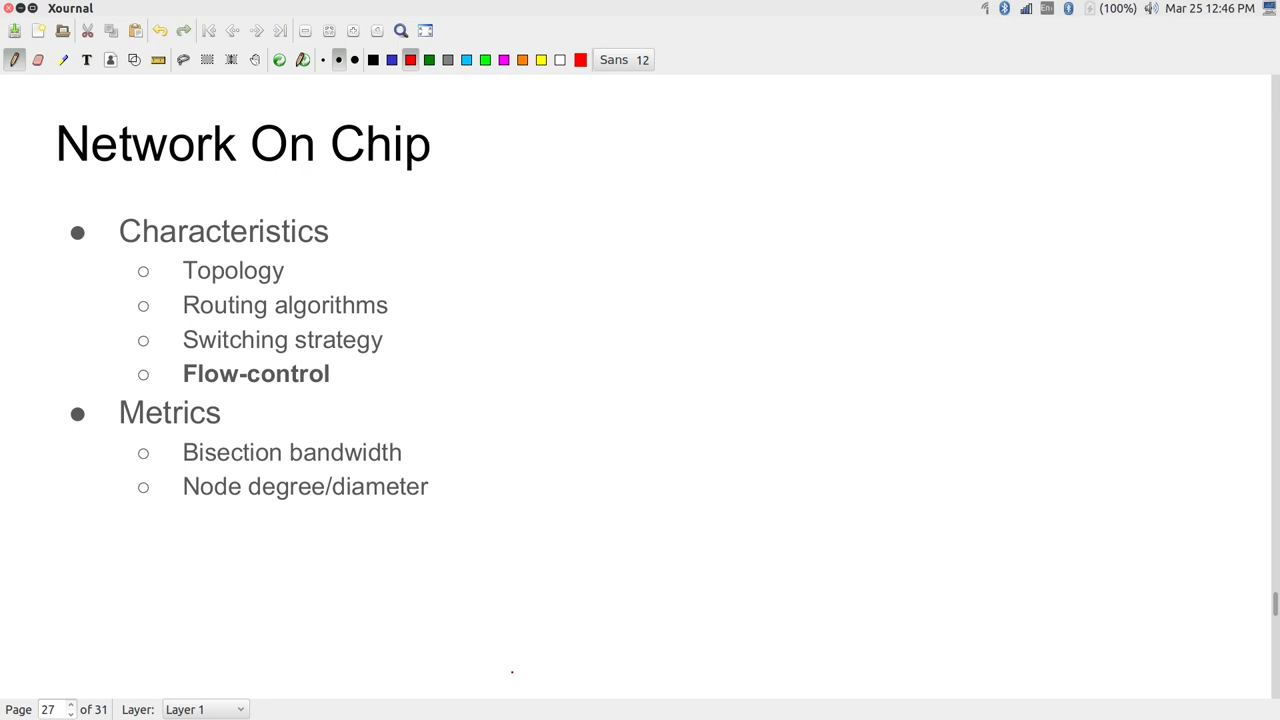 Xournal
En
(100%)
Mar 25 12:46 PM
T
Sans 12
Network On Chip
● Characteristics
○ Topology
○ Routing algorithms
○ Switching strategy
○ Flow-control
● Metrics
○ Bisection bandwidth
○ Node degree/diameter
Page 27 of 31 Layer: Layer 1